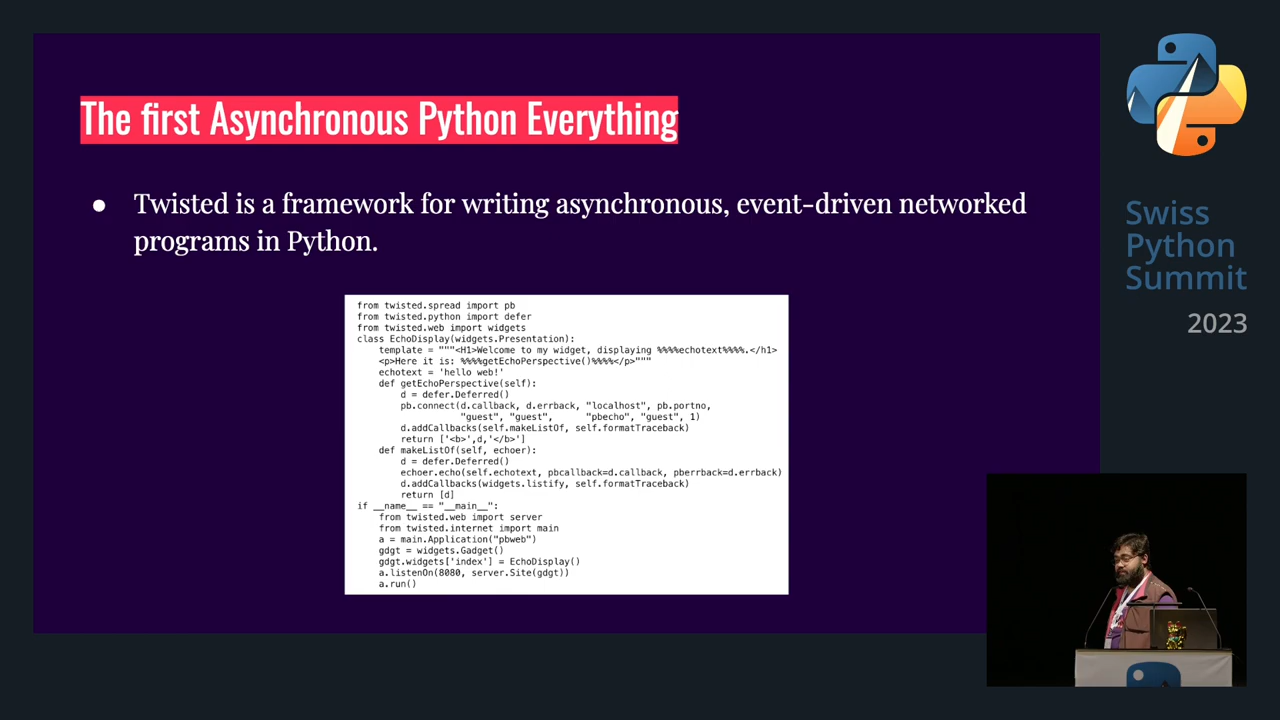 The first Asynchronous Python Everything
● Twisted is a framework for writing asynchronous, event-driven networked
programs in Python.
from twisted.spread import pb
from twisted.python import defer
from twisted.web import widgets
class EchoDisplay(widgets.Presentation):
    template = """<H1>Welcome to my widget, displaying %%%%echotext%%%%.</h1>
    <p>Here it is: %%%%getEchoPerspective()%%%%</p>"""
    echotext = 'hello web!'
    def getEchoPerspective(self):
        d = defer.Deferred()
        pb.connect(d.callback, d.errback, "localhost", pb.portno,
                   "guest", "guest",      "pbecho", "guest", 1)
        d.addCallbacks(self.makeListOf, self.formatTraceback)
        return ['<b>',d,'</b>']
    def makeListOf(self, echoer):
        d = defer.Deferred()
        echoer.echo(self.echotext, pbcallback=d.callback, pberrback=d.errback)
        d.addCallbacks(widgets.listify, self.formatTraceback)
        return [d]
if __name__ == "__main__":
    from twisted.web import server
    from twisted.internet import main
    a = main.Application("pbweb")
    gdgt = widgets.Gadget()
    gdgt.widgets['index'] = EchoDisplay()
    a.listenOn(8080, server.Site(gdgt))
    a.run()
Swiss
Python
Summit
2023